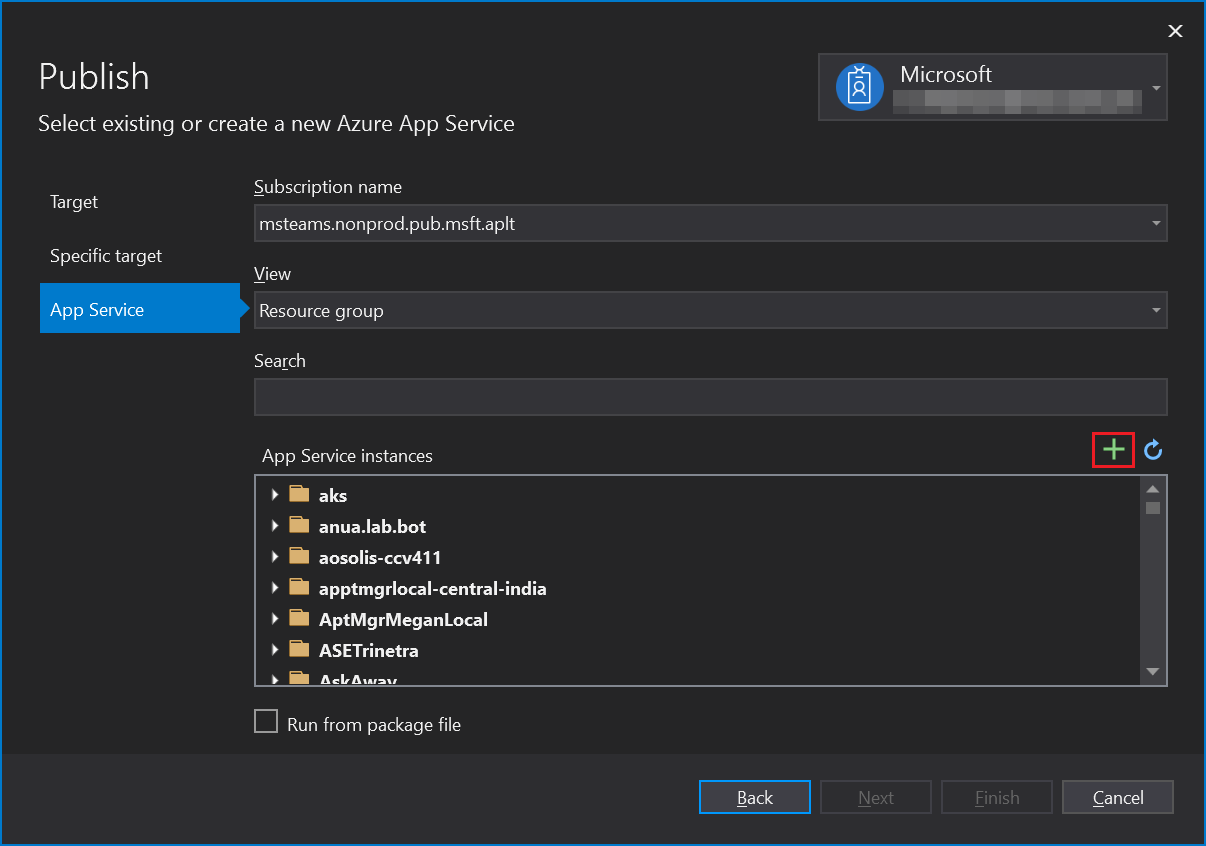 Publish
Select existing or create a new Azure App Service
Microsoft
Target
Specific target
App Service
Subscription name
msteams.nonprod.pub.msft.aplt
View
Resource group
Search
App Service instances
aks
anua.lab.bot
aosolis-ccv411
apptmgrlocal-central-india
AptMgrMeganLocal
ASETrinetra
AskAway
Run from package file
Back
Next
Finish
Cancel